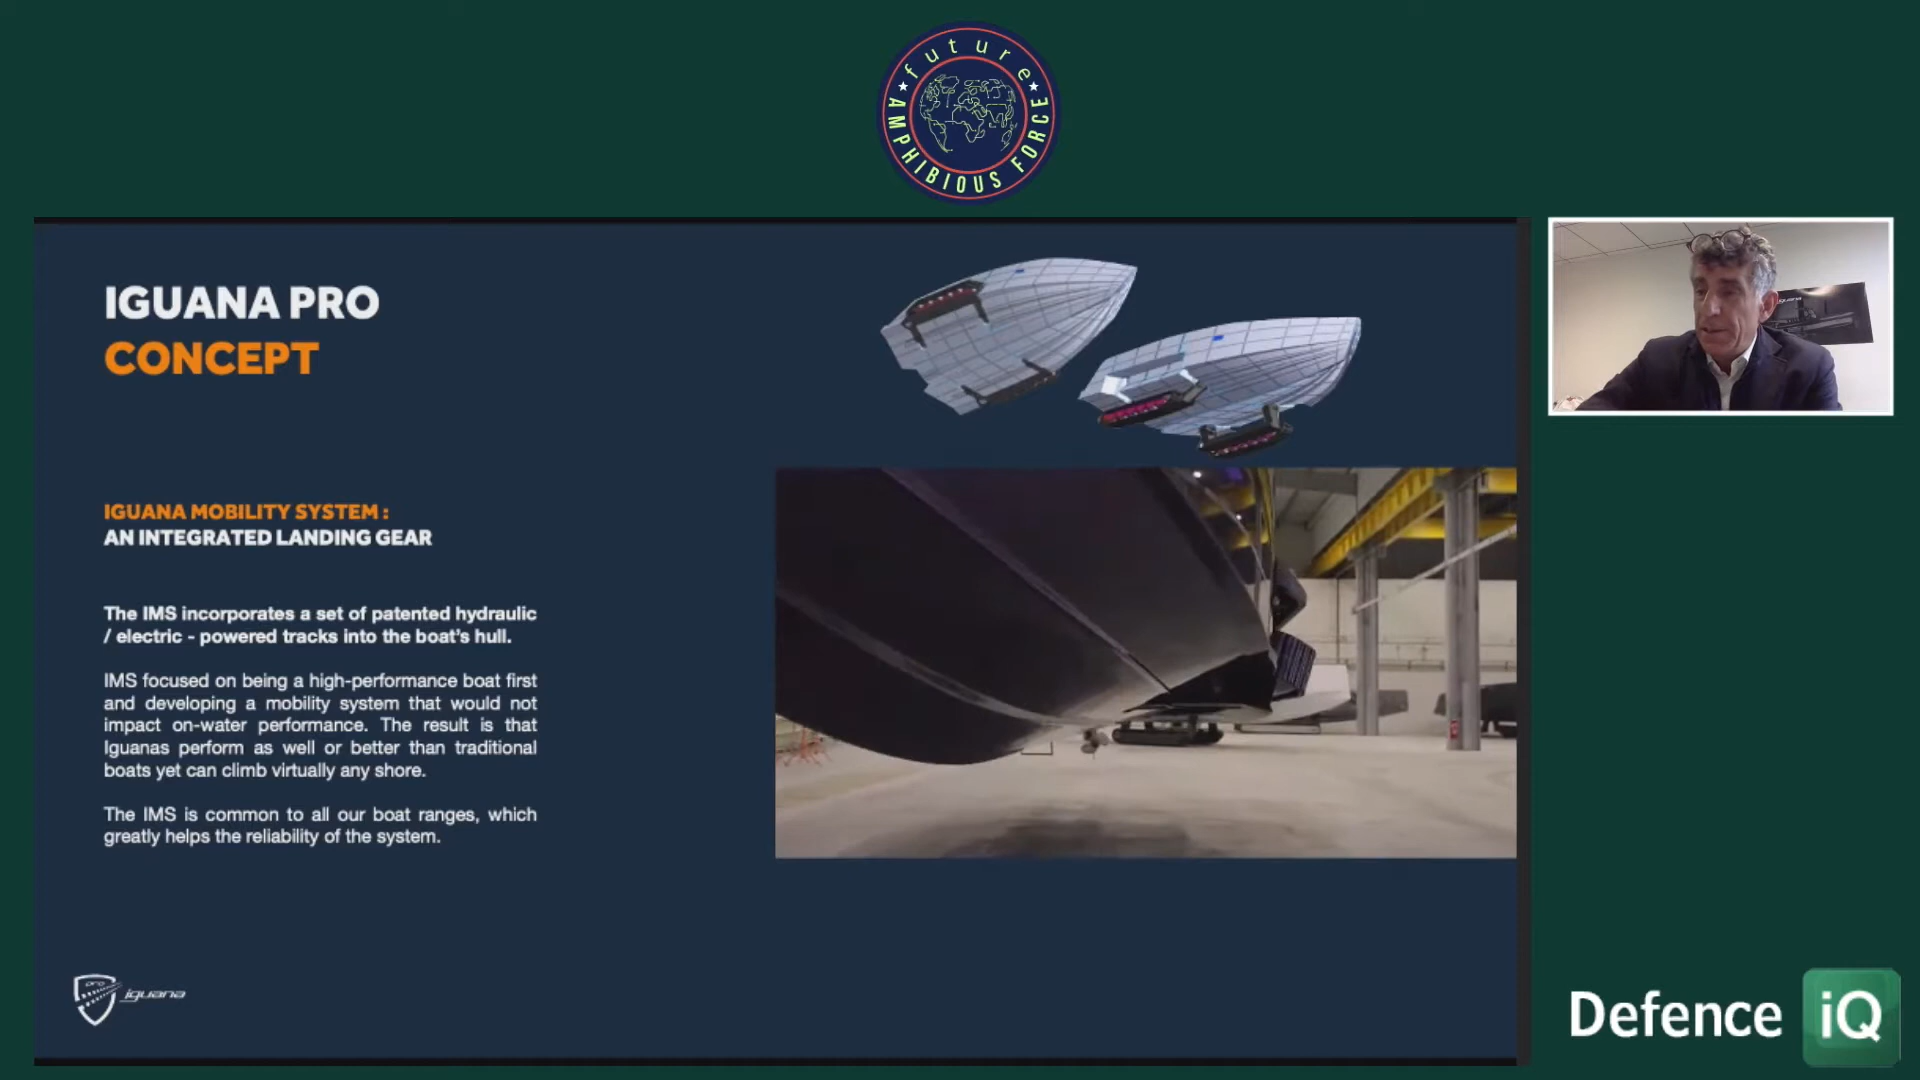 future
AMPHIBIOUS FORCE
IGUANA PRO
CONCEPT
IGUANA MOBILITY SYSTEM :
AN INTEGRATED LANDING GEAR
The IMS incorporates a set of patented hydraulic
/ electric - powered tracks into the boat's hull.
IMS focused on being a high-performance boat first
and developing a mobility system that would not
impact on-water performance. The result is that
Iguanas perform as well or better than traditional
boats yet can climb virtually any shore.
The IMS is common to all our boat ranges, which
greatly helps the reliability of the system.
pro
iguana
iguana
Defence iQ